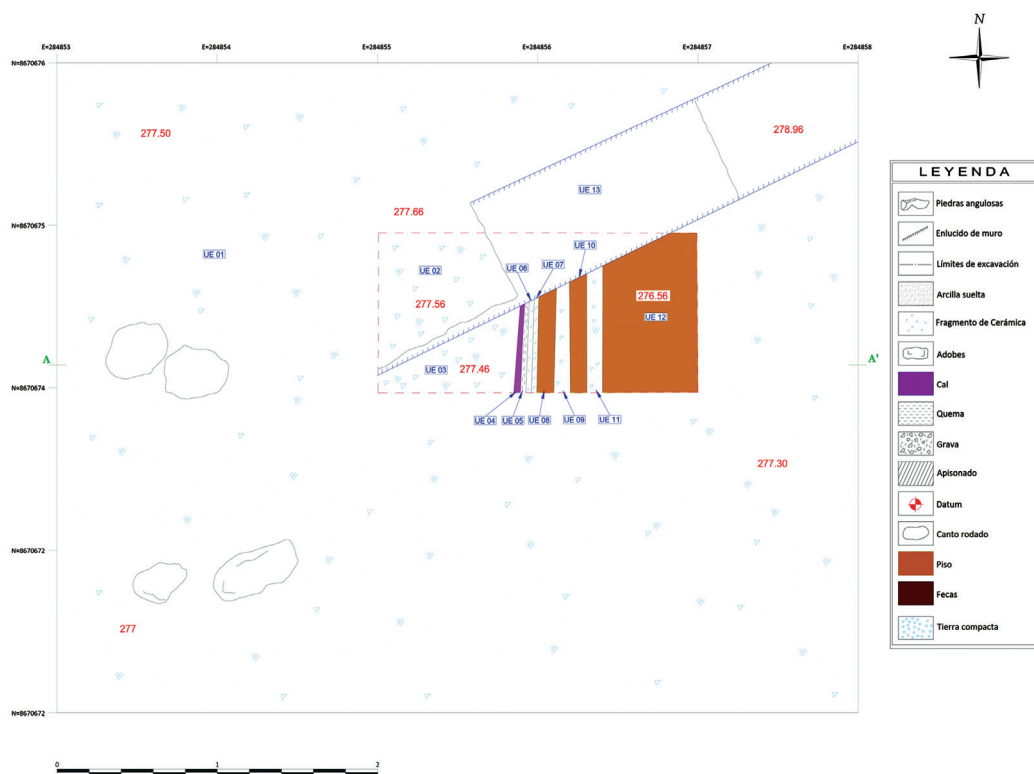 N
E=284853 E=284854 E=284855 E=284856 E=284857 E=284858
N=8670676
277.50
278.96
LEYENDA
Piedras angulosas
Enlucido de muro
Límites de excavación
Arcilla suelta
Fragmento de Cerámica
Adobes
Cal
Quema
Grava
Apisonado
Datum
Canto rodado
Piso
Fecas
Tierra compacta
UE 13
277.66
N=8670675
UE 01
UE 02
UE 10
UE 07
UE 06
277.56
276.56
UE 12
A
A'
UE 03
277.46
N=8670674
UE 04 UE 05 UE 08 UE 09 UE 11
277.30
N=8670672
277
N=8670672
0 1 2